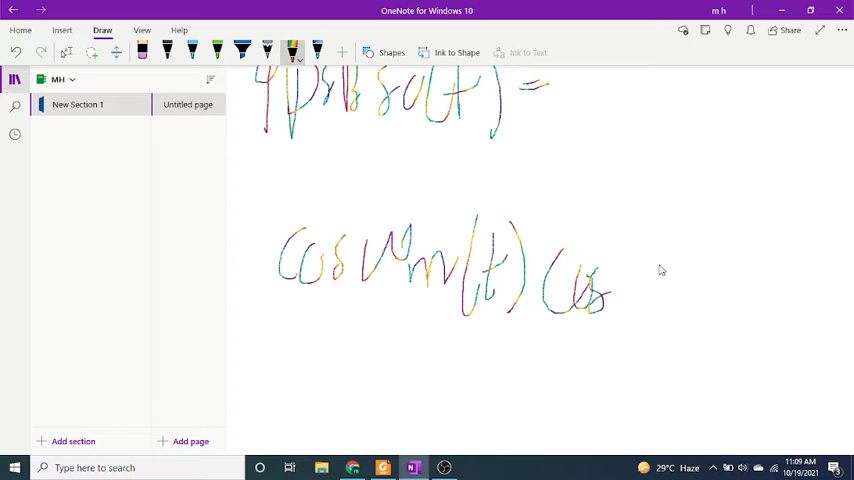 OneNote for Windows 10
m h
Home Insert Draw View Help
Share
Shapes
Ink to Shape
Ink to Text
MH
New Section 1
Untitled page
(t) =
Cos Wm(t) Cos
Add section
Add page
Type here to search
29°C Haze
11:09 AM
10/19/2021
3